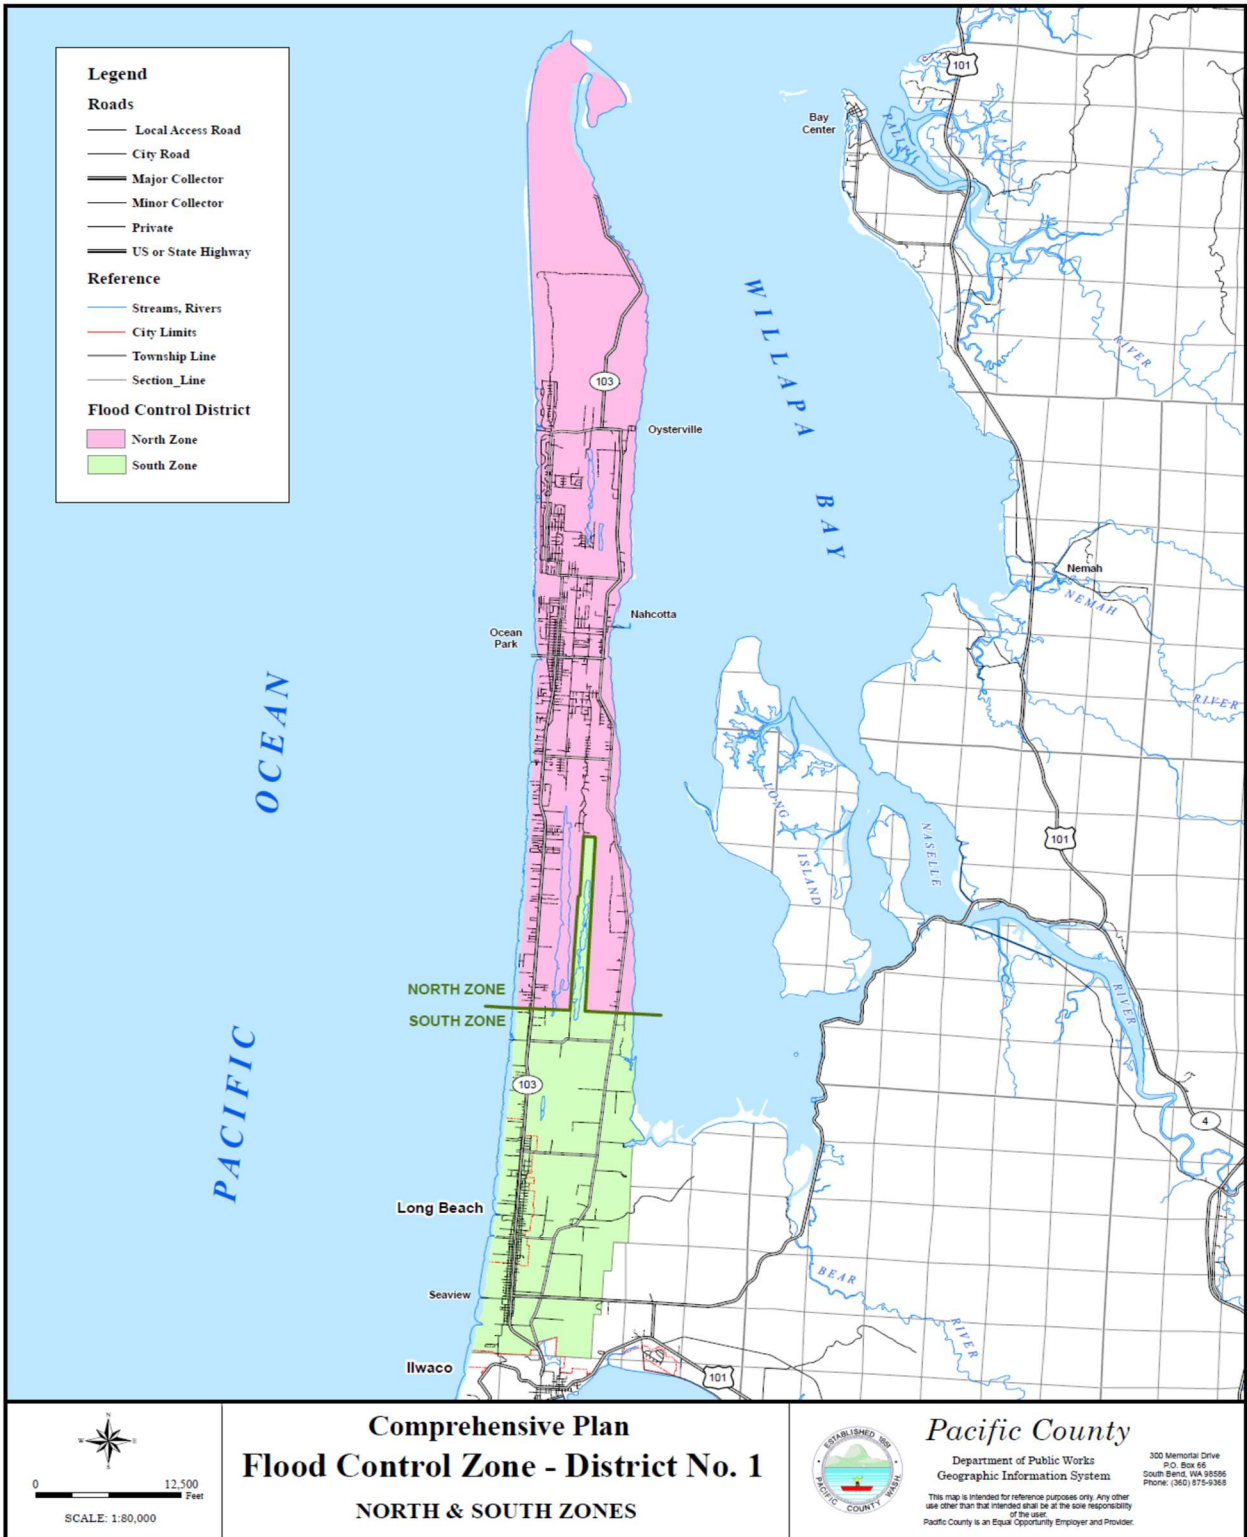 Legend
Roads
Local Access Road
City Road
Major Collector
Minor Collector
Private
US or State Highway
Reference
Streams, Rivers
City Limits
Township Line
Section_Line
Flood Control District
North Zone
South Zone
101
Bay
Center
PALIX
RIVER
WILLAPA BAY
103
Oysterville
Nemah
NEMAH
RIVER
Nahcotta
Ocean
Park
PACIFIC OCEAN
LONG
ISLAND
NASELLE
RIVER
101
NORTH ZONE
SOUTH ZONE
103
4
Long Beach
Seaview
BEAR
RIVER
Ilwaco
101
N
W
E
S
0 12,500
Feet
SCALE: 1:80,000
Comprehensive Plan
Flood Control Zone - District No. 1
NORTH & SOUTH ZONES
ESTABLISHED 1851
PACIFIC COUNTY WASH.
Pacific County
Department of Public Works
Geographic Information System
This map is intended for reference purposes only. Any other
use other than that intended shall be at the sole responsibility
of the user.
Pacific County is an Equal Opportunity Employer and Provider.
300 Memorial Drive
P.O. Box 66
South Bend, WA 98586
Phone: (360) 875-9368